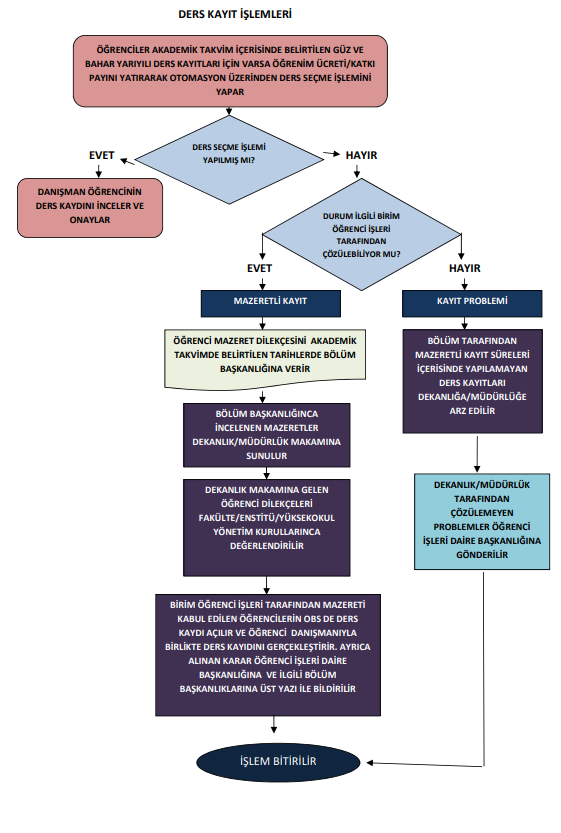 DERS KAYIT İŞLEMLERİ
ÖĞRENCİLER AKADEMİK TAKVİM İÇERİSİNDE BELİRTİLEN GÜZ VE
BAHAR YARIYILI DERS KAYITLARI İÇİN VARSA ÖĞRENİM ÜCRETİ/KATKI
PAYINI YATIRARAK OTOMASYON ÜZERİNDEN DERS SEÇME İŞLEMİNİ
YAPAR
DERS SEÇME İŞLEMİ
YAPILMIŞ MI?
EVET
HAYIR
DANIŞMAN ÖĞRENCİNİN
DERS KAYDINI İNCELER VE
ONAYLAR
DURUM İLGİLİ BİRİM
ÖĞRENCİ İŞLERİ
TARAFINDAN
ÇÖZÜLEBİLİYOR MU?
EVET
HAYIR
MAZERETLİ KAYIT
KAYIT PROBLEMİ
ÖĞRENCİ MAZERET DİLEKÇESİNİ AKADEMİK
TAKVİMDE BELİRTİLEN TARİHLERDE BÖLÜM
BAŞKANLIĞINA VERİR
BÖLÜM TARAFINDAN
MAZERETLİ KAYIT SÜRELERİ
İÇERİSİNDE YAPILAMAYAN
DERS KAYITLARI
DEKANLIĞA/MÜDÜRLÜĞE
ARZ EDİLİR
BÖLÜM BAŞKANLIĞINCA
İNCELENEN MAZERETLER
DEKANLIK/MÜDÜRLÜK MAKAMINA
SUNULUR
DEKANLIK/MÜDÜRLÜK
TARAFINDAN
ÇÖZÜLEMEYEN
PROBLEMLER ÖĞRENCİ
İŞLERİ DAİRE BAŞKANLIĞINA
GÖNDERİLİR
DEKANLIK MAKAMINA GELEN
ÖĞRENCİ DİLEKÇELERİ
FAKÜLTE/ENSTİTÜ/YÜKSEKOKUL
YÖNETİM KURULLARINCA
DEĞERLENDİRİLİR
BİRİM ÖĞRENCİ İŞLERİ TARAFINDAN MAZERETİ
KABUL EDİLEN ÖĞRENCİLERİN OBS DE DERS
KAYDI AÇILIR VE ÖĞRENCİ DANIŞMANIYLA
BİRLİKTE DERS KAYIDINI GERÇEKLEŞTİRİR. AYRICA
ALINAN KARAR ÖĞRENCİ İŞLERİ DAİRE
BAŞKANLIĞINA VE İLGİLİ BÖLÜM
BAŞKANLIKLARINA ÜST YAZI İLE BİLDİRİLİR
İŞLEM BİTİRİLİR